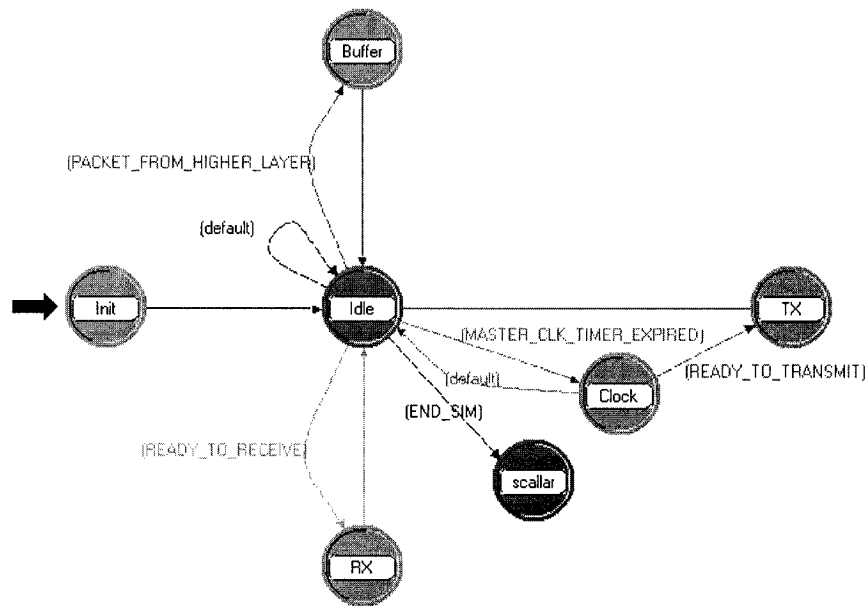 Buffer
(PACKET_FROM_HIGHER_LAYER)
(default)
Init
Idle
TX
(MASTER_CLK_TIMER_EXPIRED)
(default)
(READY_TO_TRANSMIT)
Clock
(END_SIM)
(READY_TO_RECEIVE)
scallar
RX